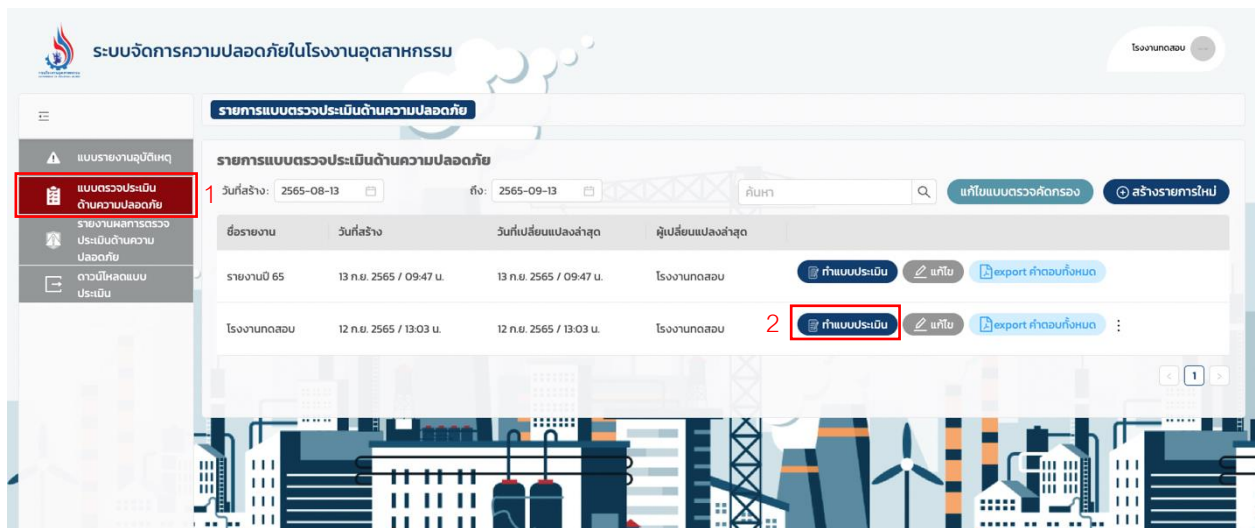 ระบบจัดการความปลอดภัยในโรงงานอุตสาหกรรม
โรงงานทดสอบ
รายการแบบตรวจประเมินด้านความปลอดภัย
แบบรายงานอุบัติเหตุ
1
แบบตรวจประเมิน
ด้านความปลอดภัย
รายงานผลการตรวจ
ประเมินด้านความ
ปลอดภัย
ดาวน์โหลดแบบ
ประเมิน
รายการแบบตรวจประเมินด้านความปลอดภัย
วันที่สร้าง: 2565-08-13 ถึง: 2565-09-13 ค้นหา แก้ไขแบบตรวจคัดกรอง สร้างรายการใหม่
ชื่อรายงาน วันที่สร้าง วันที่เปลี่ยนแปลงล่าสุด ผู้เปลี่ยนแปลงล่าสุด
รายงานปี 65 13 ก.ย. 2565 / 09:47 น. 13 ก.ย. 2565 / 09:47 น. โรงงานทดสอบ ทำแบบประเมิน แก้ไข export คำตอบทั้งหมด
โรงงานทดสอบ 12 ก.ย. 2565 / 13:03 น. 12 ก.ย. 2565 / 13:03 น. โรงงานทดสอบ 2 ทำแบบประเมิน แก้ไข export คำตอบทั้งหมด
< 1 >